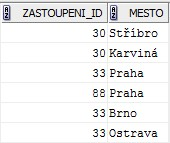 ZASTOUPENI_ID MESTO
30 Stříbro
30 Karviná
33 Praha
88 Praha
33 Brno
33 Ostrava